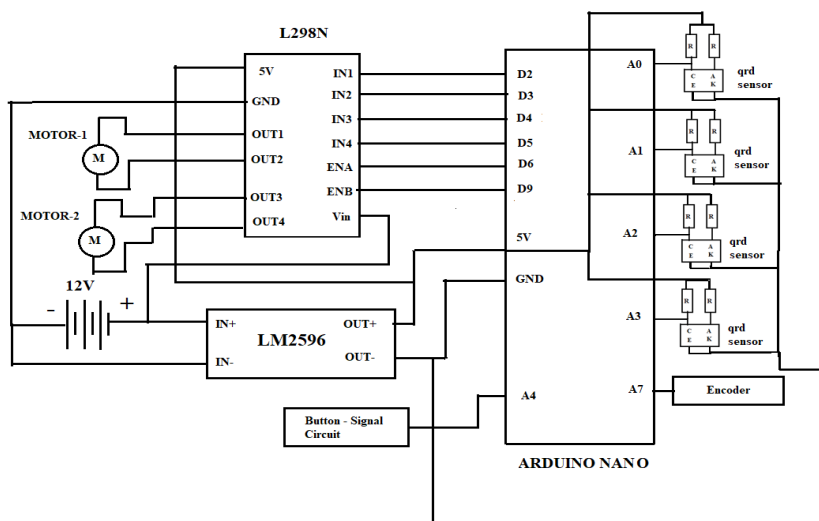 L298N
5V
GND
OUT1
OUT2
OUT3
OUT4
IN1
IN2
IN3
IN4
ENA
ENB
Vin
MOTOR-1
M
MOTOR-2
M
12V
-
+
IN+
IN-
LM2596
OUT+
OUT-
Button - Signal
Circuit
D2
D3
D4
D5
D6
D9
5V
GND
A4
A0
A1
A2
A3
A7
ARDUINO NANO
R
R
C A
E K
qrd
sensor
R
R
C A
E K
qrd
sensor
R
R
C A
E K
qrd
sensor
R
R
C A
E K
qrd
sensor
Encoder